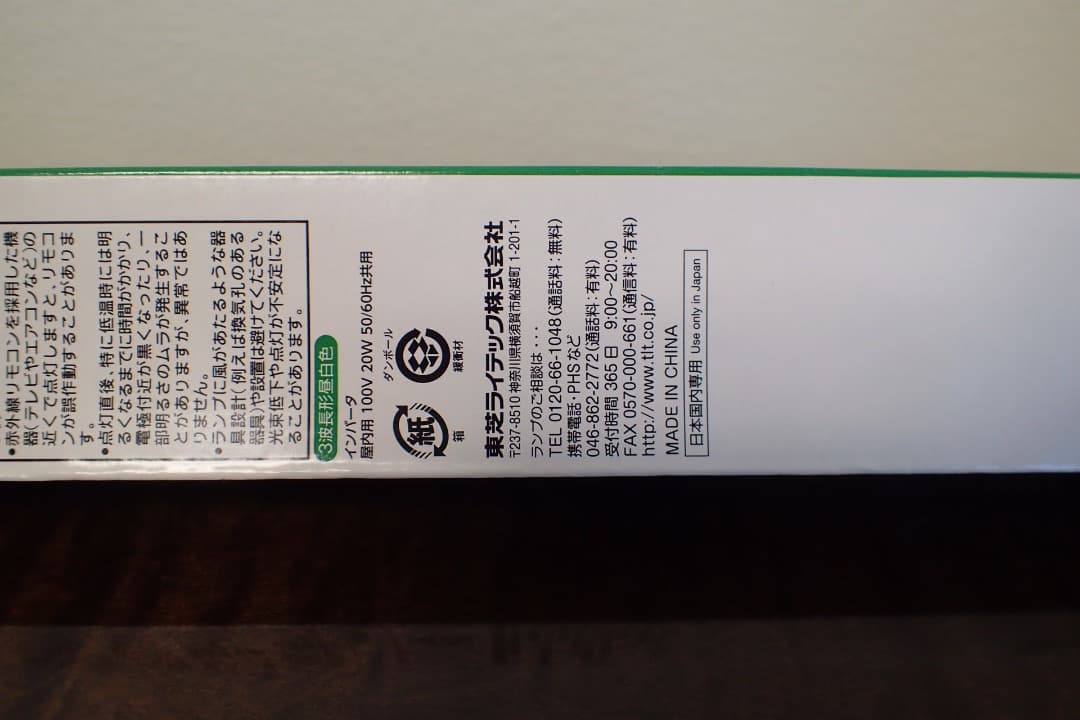 •赤外線リモコンを採用した機
器(テレビやエアコンなど)の
近くで点灯しますと、リモコ
ンが誤作動することがありま
す。
•点灯直後、特に低温時には明
るくなるまでに時間がかかり、
電極付近が黒くなったり、一
部明るさのムラが発生するこ
とがありますが、異常ではあ
りません。
•ランプに風があたるような器
具設計(例えば換気孔のある
器具)や設置は避けてください。
光束低下や点灯が不安定にな
ることがあります。
3波長形昼白色
インバータ
屋内用 100V 20W 50/60Hz共用
紙
箱
ダンボール
緩衝材
東芝ライテック株式会社
〒237-8510 神奈川県横須賀市船越町 1-201-1
ランプのご相談は・・・
TEL 0120-66-1048(通話料:無料)
携帯電話・PHSなど
046-862-2772(通話料:有料)
受付時間 365日 9:00~20:00
FAX 0570-000-661(通信料:有料)
http://www.tlt.co.jp/
MADE IN CHINA
日本国内専用 Use only in Japan